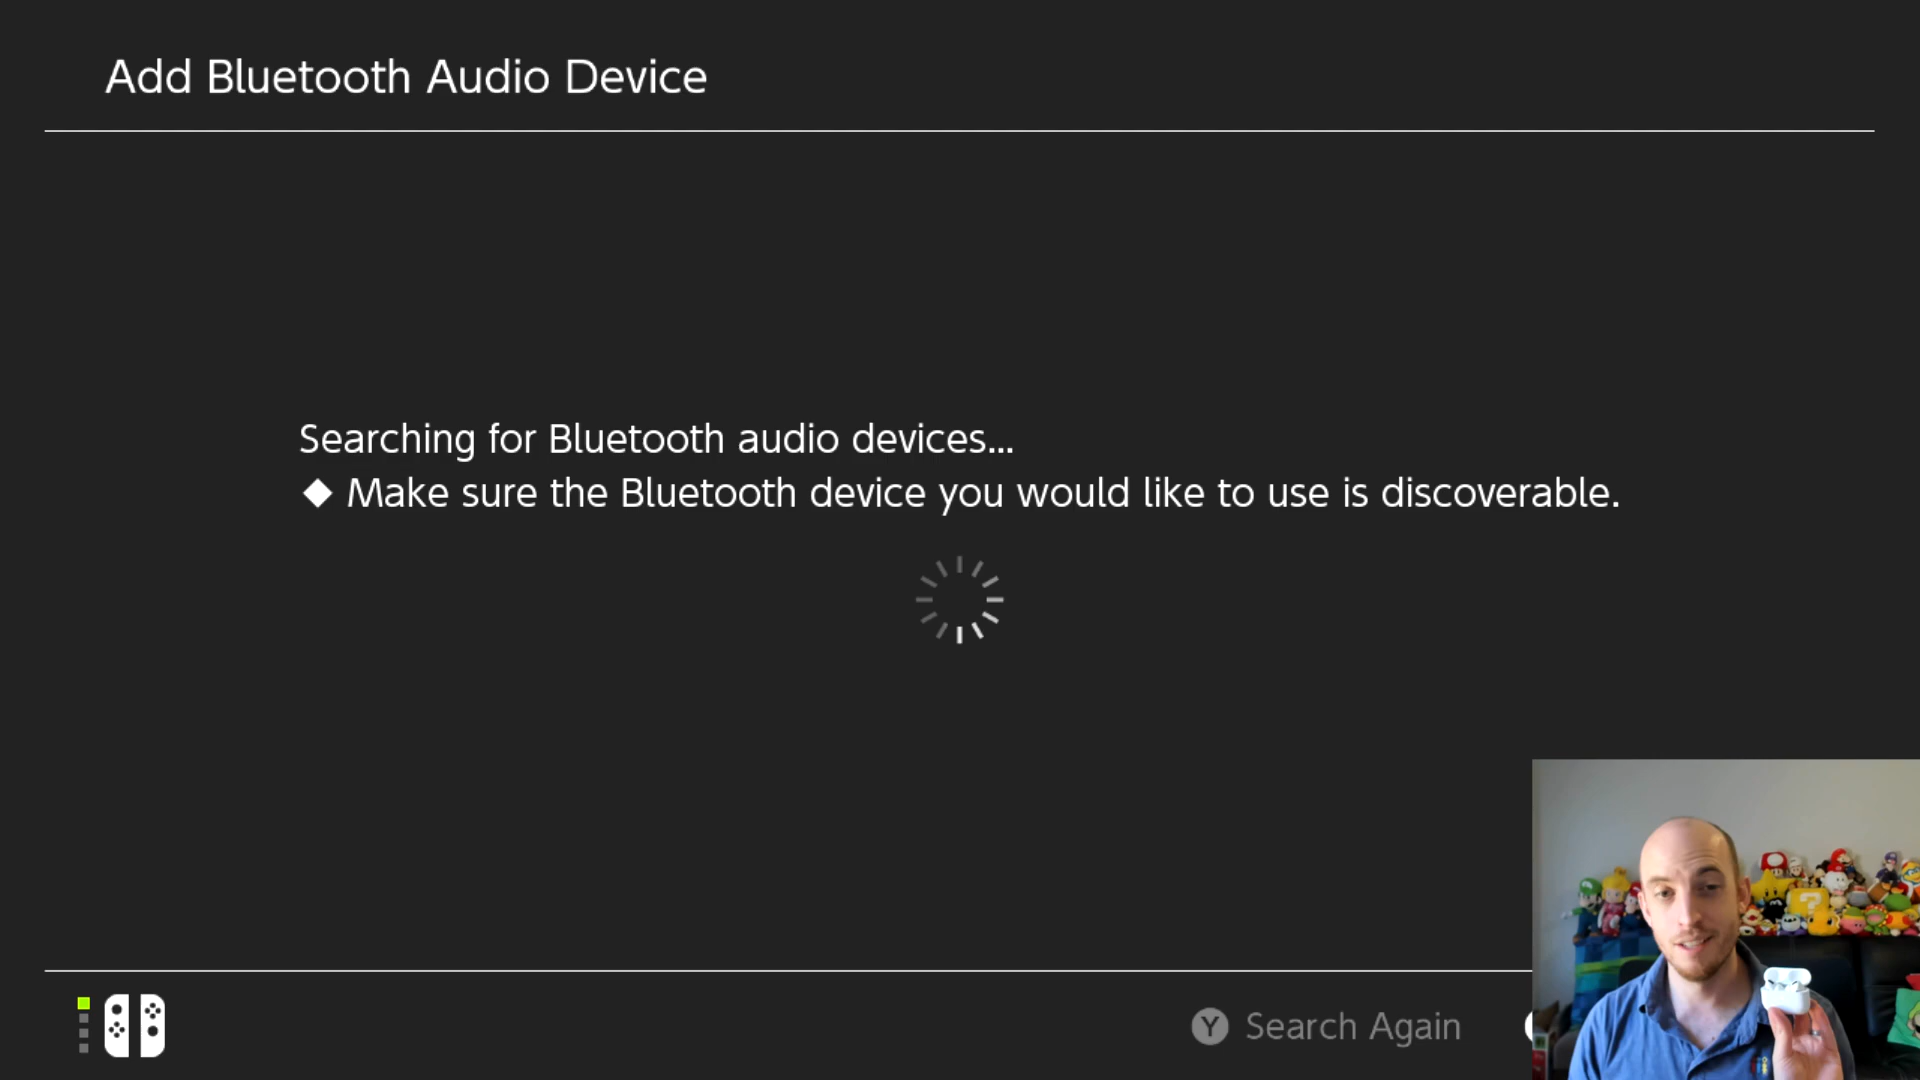 Add Bluetooth Audio Device
Searching for Bluetooth audio devices...
◆ Make sure the Bluetooth device you would like to use is discoverable.
Y Search Again